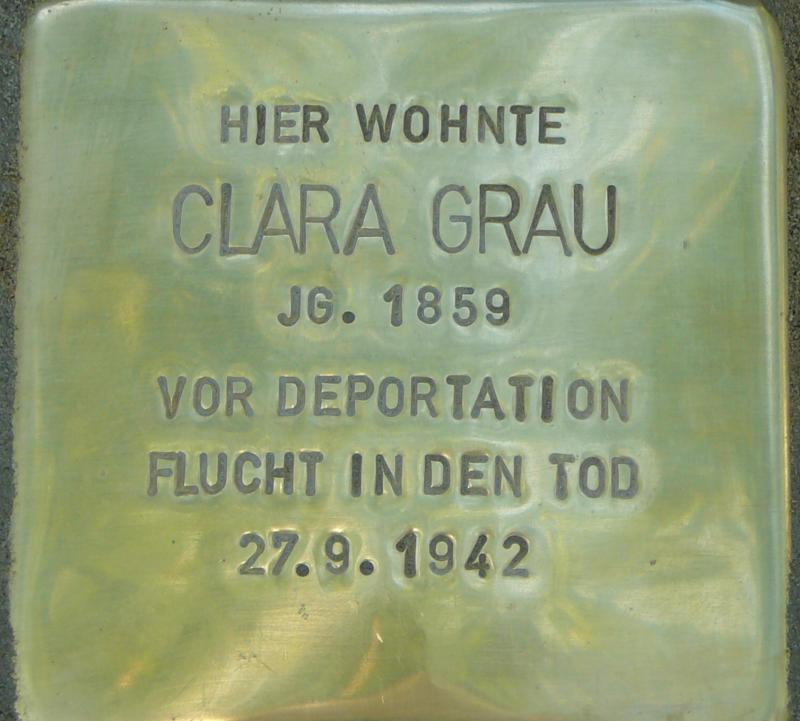 HIER WOHNTE
CLARA GRAU
JG. 1859
VOR DEPORTATION
FLUCHT IN DEN TOD
27.9.1942